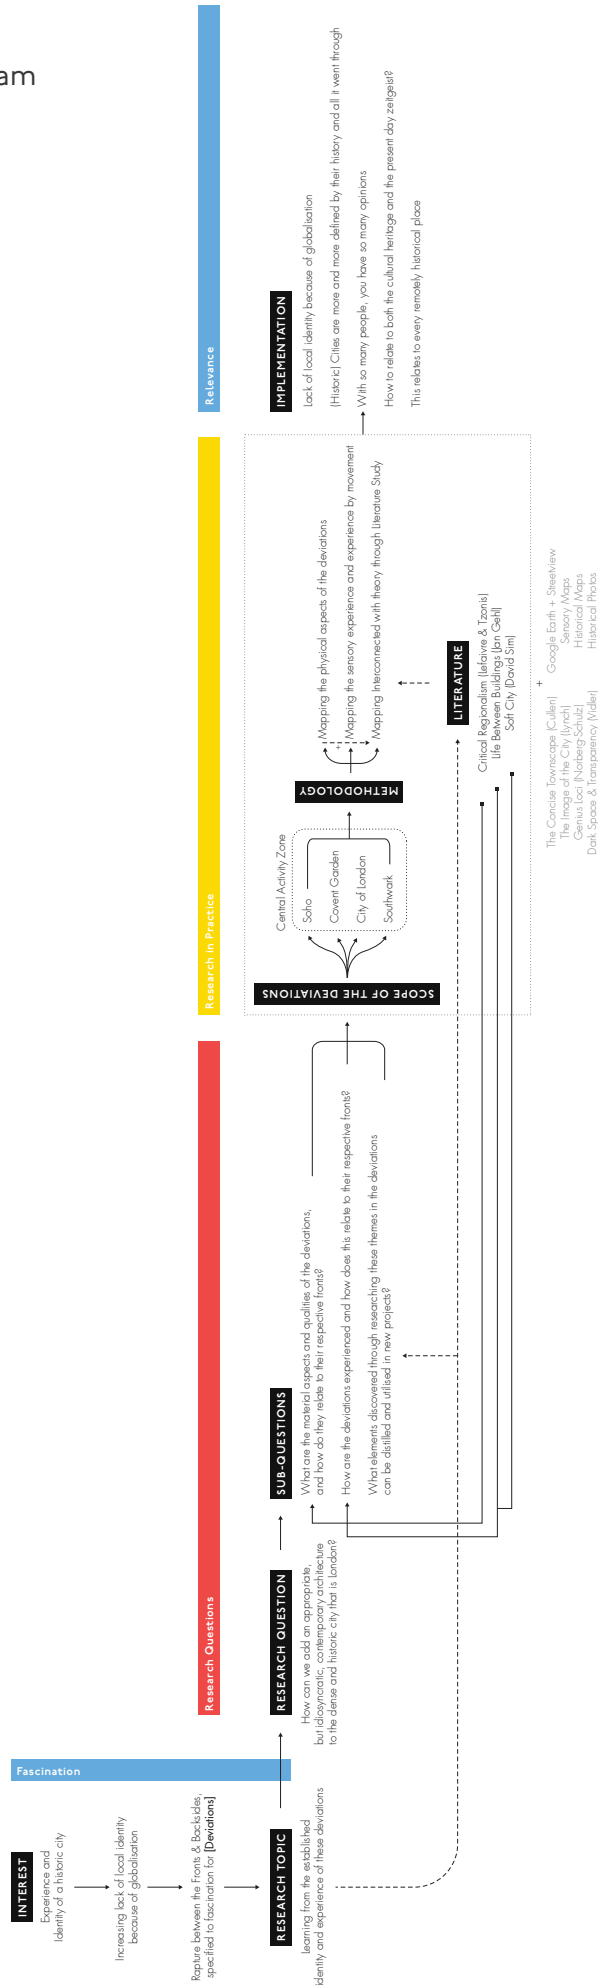 am
Fascination
INTEREST
Experience and
Identity of a historic city
Increasing lack of local identity
because of globalisation
Rapture between the Fronts & Backsides,
specified to fascination for [Deviations]
RESEARCH TOPIC
Learning from the established
identity and experience of these deviations
Research Questions
RESEARCH QUESTION
How can we add an appropriate,
but idiosyncratic, contemporary architecture
to the dense and historic city that is London?
SUB-QUESTIONS
What are the material aspects and qualities of the deviations,
and how do they relate to their respective fronts?
How are the deviations experienced and how does this relate to their respective fronts?
What elements discovered through researching these themes in the deviations
can be distilled and utilised in new projects?
Research in Practice
SCOPE OF THE DEVIATIONS
Central Activity Zone
Soho
Covent Garden
City of London
Southwark
METHODOLOGY
Mapping the physical aspects of the deviations
+
Mapping the sensory experience and experience by movement
Mapping Interconnected with theory through Literature Study
LITERATURE
Critical Regionalism (Lefaivre & Tzonis)
Life Between Buildings (Jan Gehl)
Soft City (David Sim)
+
The Concise Townscape (Cullen)
The Image of the City (Lynch)
Genius Loci (Norberg-Schulz)
Dark Space & Transparency (Vidler)
Google Earth + Streetview
Sensory Maps
Historical Maps
Historical Photos
Relevance
IMPLEMENTATION
Lack of local identity because of globalisation
(Historic) Cities are more and more defined by their history and all it went through
With so many people, you have so many opinions
How to relate to both the cultural heritage and the present day zeitgeist?
This relates to every remotely historical place